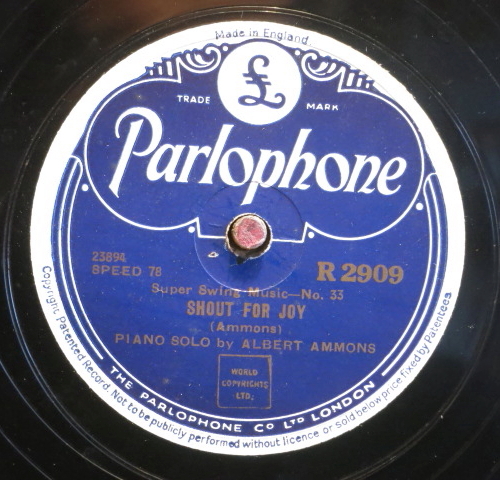 Made in England
£
TRADE MARK
Parlophone
23894
SPEED 78
R 2909
Super Swing Music—No. 33
SHOUT FOR JOY
(Ammons)
PIANO SOLO by ALBERT AMMONS
WORLD
COPYRIGHTS
LTD.
THE PARLOPHONE CO LTD LONDON
Copyright, Patented Record. Not to be publicly performed without licence or sold below price fixed by Patentees